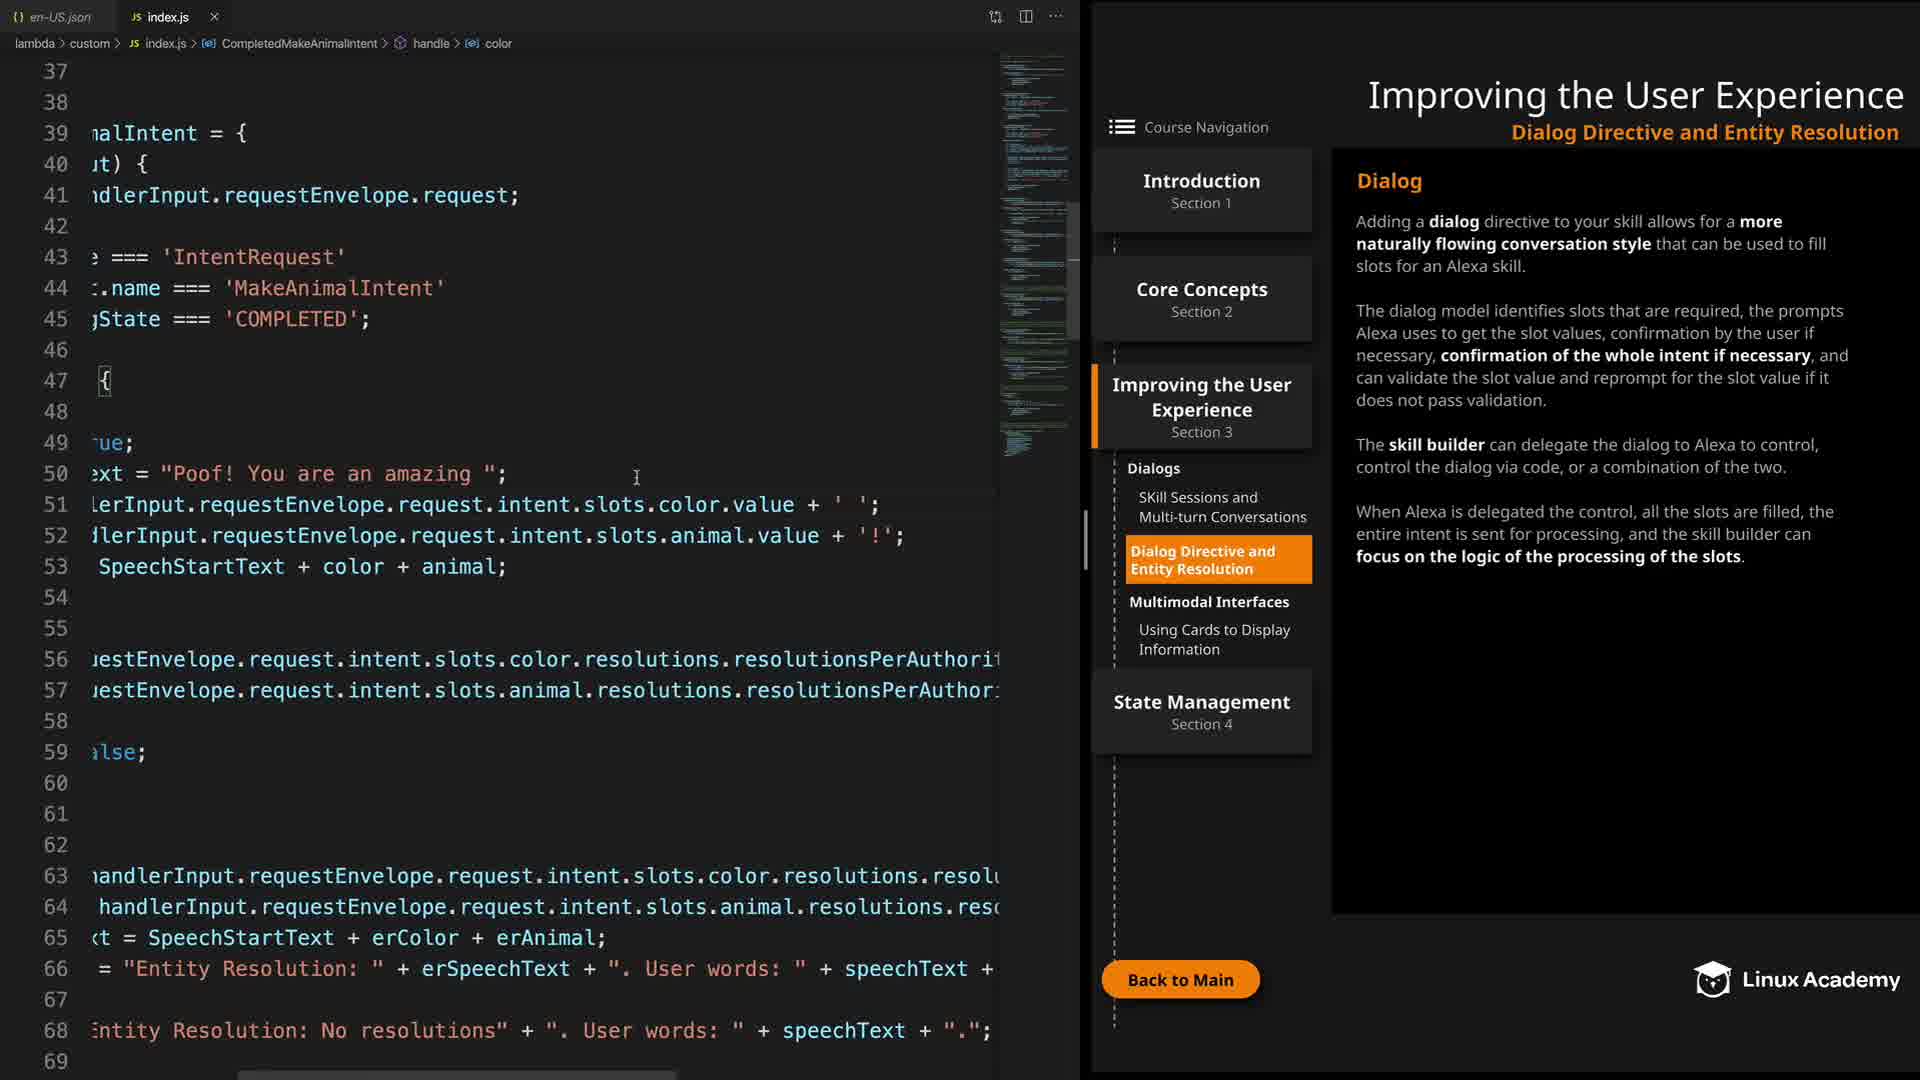 en-US.json
JS index.js
lambda > custom > JS index.js > CompletedMakeAnimalIntent > handle > color
37
38
39 malIntent = {
40 ut) {
41 ndlerInput.requestEnvelope.request;
42
43 e === 'IntentRequest'
44 t.name === 'MakeAnimalIntent'
45 gState === 'COMPLETED';
46
47 {
48
49 rue;
50 ext = "Poof! You are an amazing ";
51 lerInput.requestEnvelope.request.intent.slots.color.value + ' ';
52 dlerInput.requestEnvelope.request.intent.slots.animal.value + '!';
53 SpeechStartText + color + animal;
54
55
56 uestEnvelope.request.intent.slots.color.resolutions.resolutionsPerAuthorit
57 uestEnvelope.request.intent.slots.animal.resolutions.resolutionsPerAuthori
58
59 alse;
60
61
62
63 handlerInput.requestEnvelope.request.intent.slots.color.resolutions.resolu
64 handlerInput.requestEnvelope.request.intent.slots.animal.resolutions.reso
65 xt = SpeechStartText + erColor + erAnimal;
66 = "Entity Resolution: " + erSpeechText + ". User words: " + speechText +
67
68 Entity Resolution: No resolutions" + ". User words: " + speechText + ".";
69
Improving the User Experience
Dialog Directive and Entity Resolution
Course Navigation
Introduction
Section 1
Core Concepts
Section 2
Improving the User
Experience
Section 3
Dialogs
SKill Sessions and
Multi-turn Conversations
Dialog Directive and
Entity Resolution
Multimodal Interfaces
Using Cards to Display
Information
State Management
Section 4
Back to Main
Dialog
Adding a dialog directive to your skill allows for a more
naturally flowing conversation style that can be used to fill
slots for an Alexa skill.
The dialog model identifies slots that are required, the prompts
Alexa uses to get the slot values, confirmation by the user if
necessary, confirmation of the whole intent if necessary, and
can validate the slot value and reprompt for the slot value if it
does not pass validation.
The skill builder can delegate the dialog to Alexa to control,
control the dialog via code, or a combination of the two.
When Alexa is delegated the control, all the slots are filled, the
entire intent is sent for processing, and the skill builder can
focus on the logic of the processing of the slots.
Linux Academy